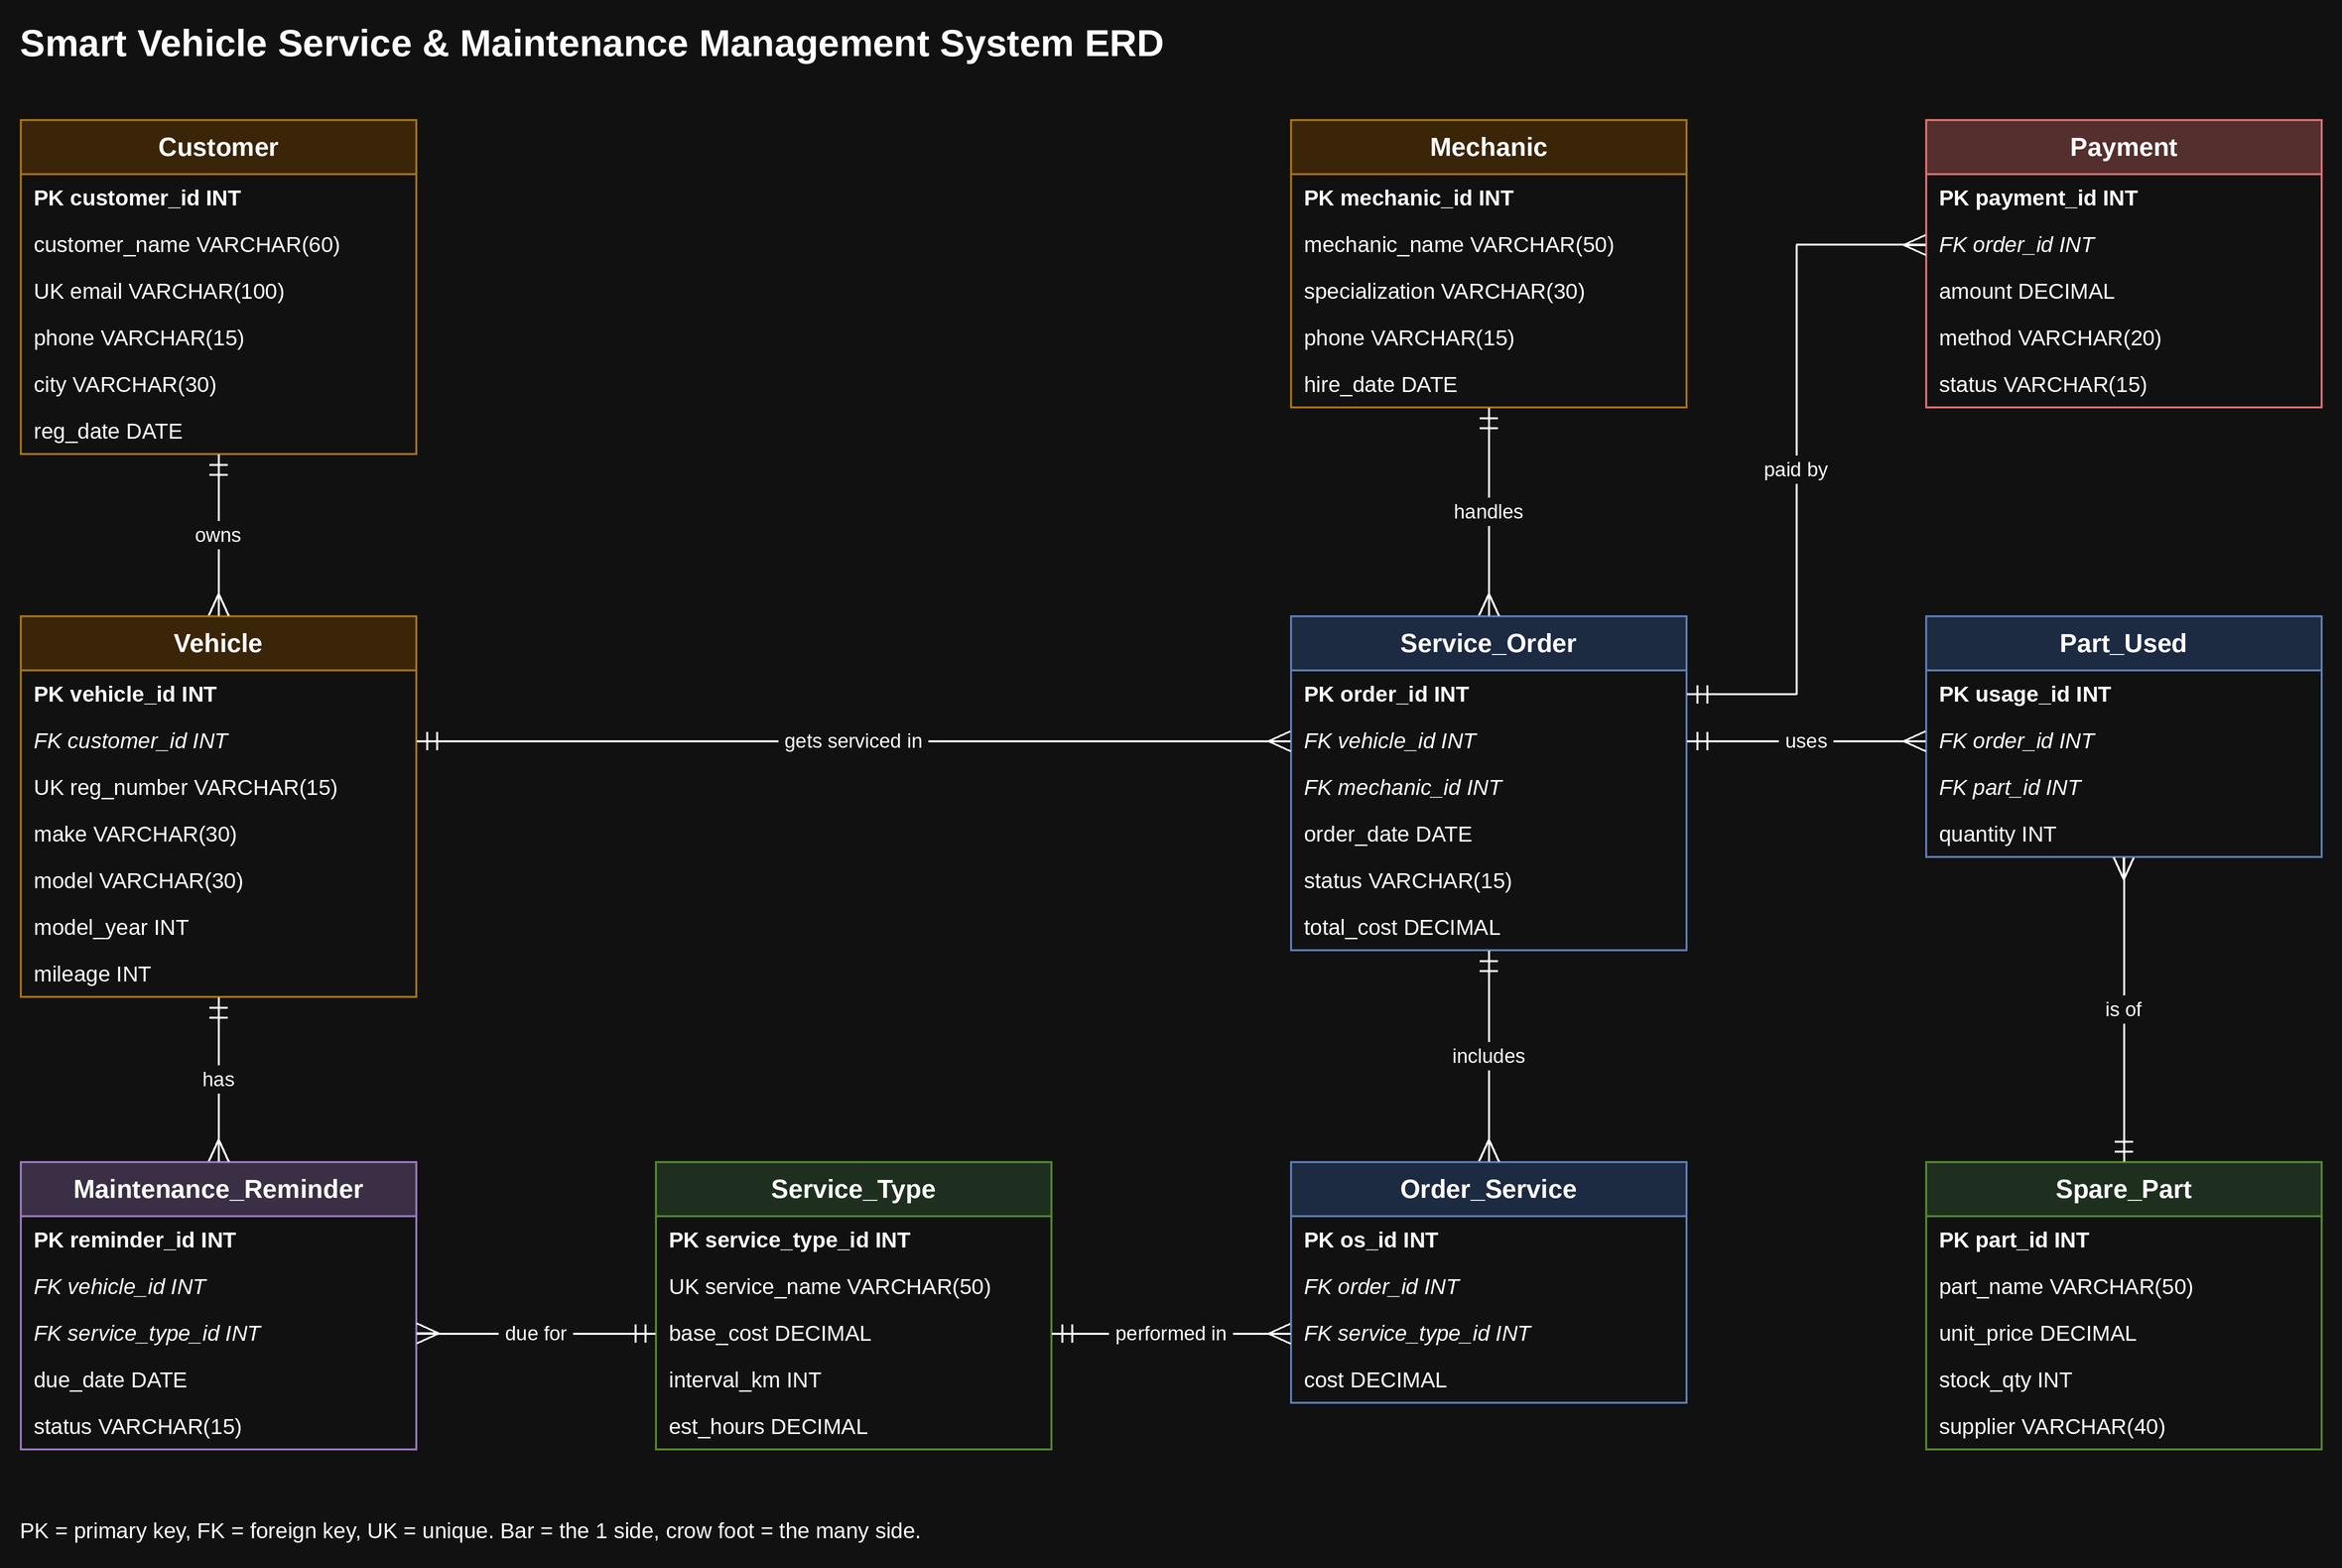 Smart Vehicle Service & Maintenance Management System ERD
Customer
PK customer_id INT
customer_name VARCHAR(60)
UK email VARCHAR(100)
phone VARCHAR(15)
city VARCHAR(30)
reg_date DATE
Mechanic
PK mechanic_id INT
mechanic_name VARCHAR(50)
specialization VARCHAR(30)
phone VARCHAR(15)
hire_date DATE
Payment
PK payment_id INT
FK order_id INT
amount DECIMAL
method VARCHAR(20)
status VARCHAR(15)
owns
handles
paid by
Vehicle
PK vehicle_id INT
FK customer_id INT
UK reg_number VARCHAR(15)
make VARCHAR(30)
model VARCHAR(30)
model_year INT
mileage INT
gets serviced in
Service_Order
PK order_id INT
FK vehicle_id INT
FK mechanic_id INT
order_date DATE
status VARCHAR(15)
total_cost DECIMAL
uses
Part_Used
PK usage_id INT
FK order_id INT
FK part_id INT
quantity INT
has
includes
is of
Maintenance_Reminder
PK reminder_id INT
FK vehicle_id INT
FK service_type_id INT
due_date DATE
status VARCHAR(15)
due for
Service_Type
PK service_type_id INT
UK service_name VARCHAR(50)
base_cost DECIMAL
interval_km INT
est_hours DECIMAL
performed in
Order_Service
PK os_id INT
FK order_id INT
FK service_type_id INT
cost DECIMAL
Spare_Part
PK part_id INT
part_name VARCHAR(50)
unit_price DECIMAL
stock_qty INT
supplier VARCHAR(40)
PK = primary key, FK = foreign key, UK = unique. Bar = the 1 side, crow foot = the many side.